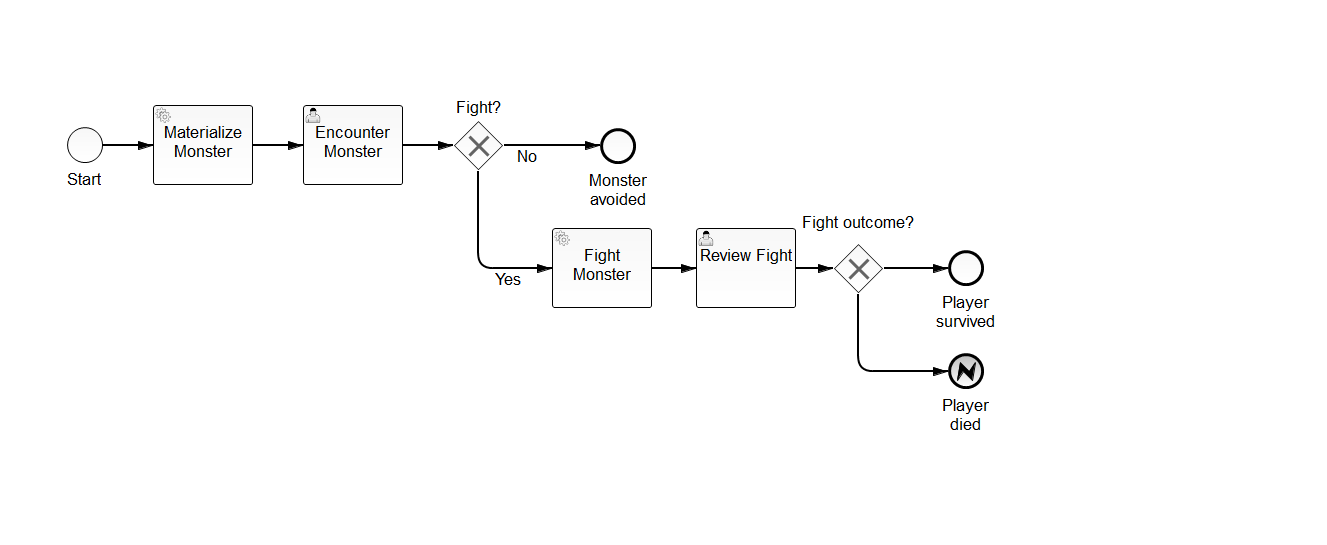 Start
Materialize
Monster
Encounter
Monster
Fight?
No
Monster
avoided
Yes
Fight
Monster
Review Fight
Fight outcome?
Player
survived
Player
died